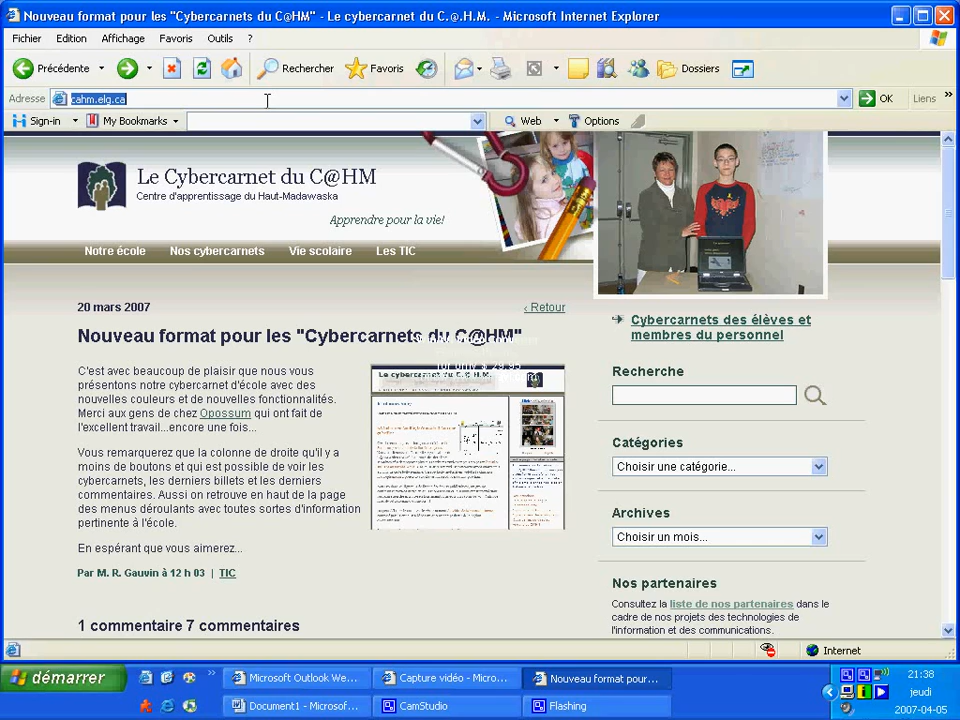 Nouveau format pour les "Cybercarnets du C@HM" - Le cybercarnet du C.@.H.M. - Microsoft Internet Explorer
Fichier Edition Affichage Favoris Outils ?
Précédente Rechercher Favoris Dossiers
Adresse cahm.elg.ca OK Liens »
Sign-in My Bookmarks Web Options
Le Cybercarnet du C@HM
Centre d'apprentissage du Haut-Madawaska
Apprendre pour la vie!
Notre école Nos cybercarnets Vie scolaire Les TIC
20 mars 2007 ‹ Retour
Nouveau format pour les "Cybercarnets du C@HM"
C'est avec beaucoup de plaisir que nous vous
présentons notre cybercarnet d'école avec des
nouvelles couleurs et de nouvelles fonctionnalités.
Merci aux gens de chez Opossum qui ont fait de
l'excellent travail...encore une fois...
Vous remarquerez que la colonne de droite qu'il y a
moins de boutons et qui est possible de voir les
cybercarnets, les derniers billets et les derniers
commentaires. Aussi on retrouve en haut de la page
des menus déroulants avec toutes sortes d'information
pertinente à l'école.
En espérant que vous aimerez...
Par M. R. Gauvin à 12 h 03 | TIC
1 commentaire 7 commentaires
Le cybercarnet du C.@.H.M.
Cybercarnets des élèves et
membres du personnel
Recherche
Catégories
Choisir une catégorie...
Archives
Choisir un mois...
Nos partenaires
Consultez la liste de nos partenaires dans le
cadre de nos projets des technologies de
l'information et des communications.
Internet
démarrer » Microsoft Outlook We... Capture vidéo - Micro... Nouveau format pour... 21:38
jeudi
Document1 - Microsof... CamStudio Flashing 2007-04-05